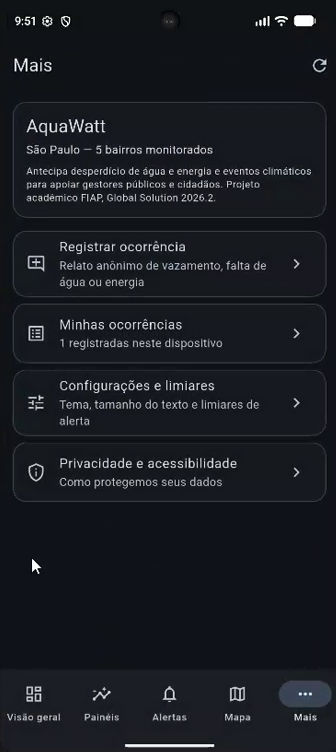 9:51
Mais
AquaWatt
São Paulo — 5 bairros monitorados
Antecipa desperdício de água e energia e eventos climáticos
para apoiar gestores públicos e cidadãos. Projeto
acadêmico FIAP, Global Solution 2026.2.
Registrar ocorrência
Relato anônimo de vazamento, falta de
água ou energia
Minhas ocorrências
1 registradas neste dispositivo
Configurações e limiares
Tema, tamanho do texto e limiares de
alerta
Privacidade e acessibilidade
Como protegemos seus dados
Visão geral
Painéis
Alertas
Mapa
Mais